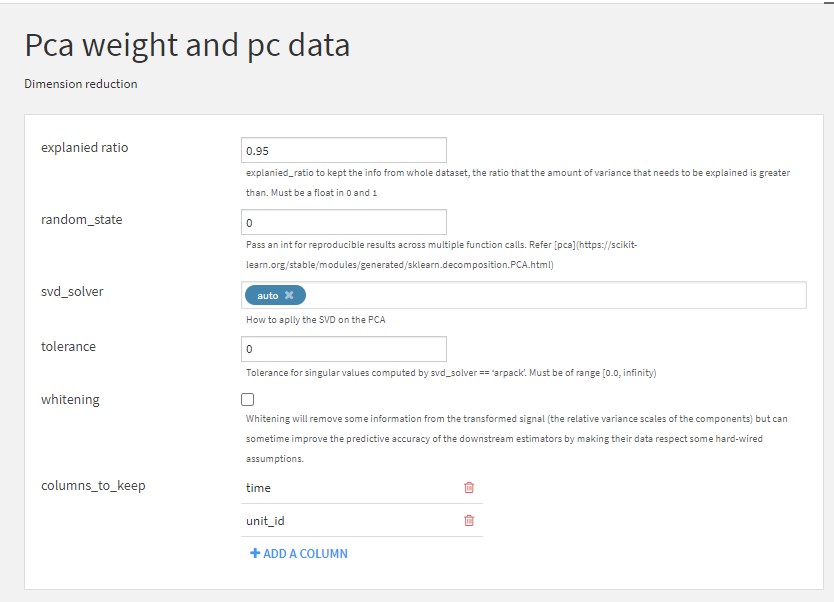 Pca weight and pc data
Dimension reduction
explanied ratio
0.95
explanied_ratio to kept the info from whole dataset, the ratio that the amount of variance that needs to be explained is greater
than. Must be a float in 0 and 1
random_state
0
Pass an int for reproducible results across multiple function calls. Refer [pca](https://scikit-
learn.org/stable/modules/generated/sklearn.decomposition.PCA.html)
svd_solver
auto ✖
How to aplly the SVD on the PCA
tolerance
0
Tolerance for singular values computed by svd_solver == ‘arpack’. Must be of range [0.0, infinity)
whitening
Whitening will remove some information from the transformed signal (the relative variance scales of the components) but can
sometime improve the predictive accuracy of the downstream estimators by making their data respect some hard-wired
assumptions.
columns_to_keep
time
unit_id
+ ADD A COLUMN